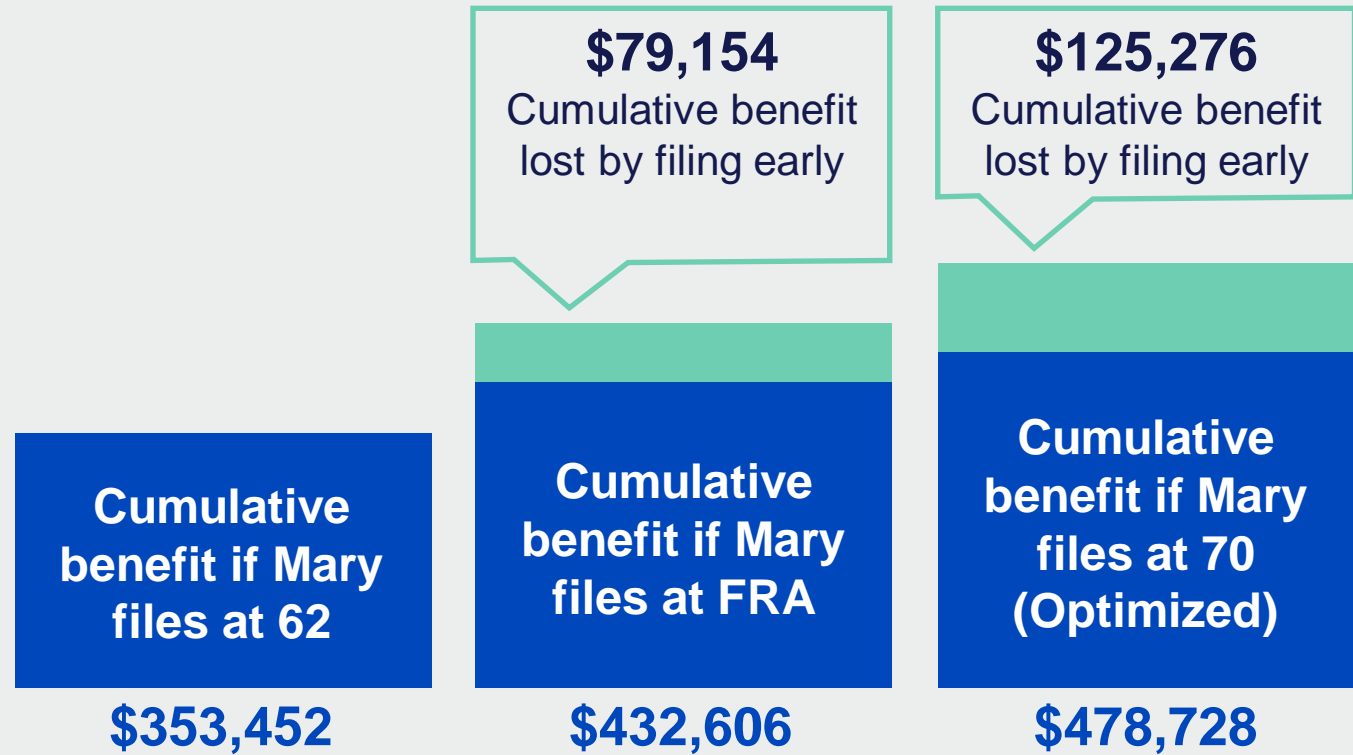 $79,154
Cumulative benefit
lost by filing early
$125,276
Cumulative benefit
lost by filing early
Cumulative
benefit if Mary
files at 62
Cumulative
benefit if Mary
files at FRA
Cumulative
benefit if Mary
files at 70
(Optimized)
$353,452
$432,606
$478,728